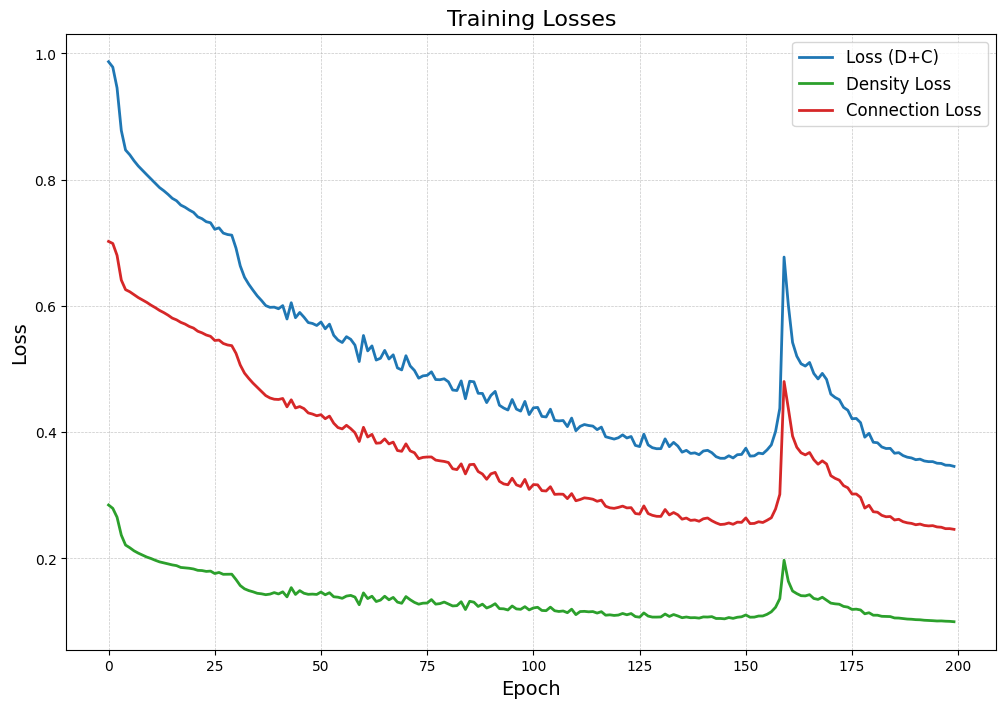 Training Losses
Loss (D+C)
Density Loss
Connection Loss
Loss
1.0
0.8
0.6
0.4
0.2
0 25 50 75 100 125 150 175 200
Epoch